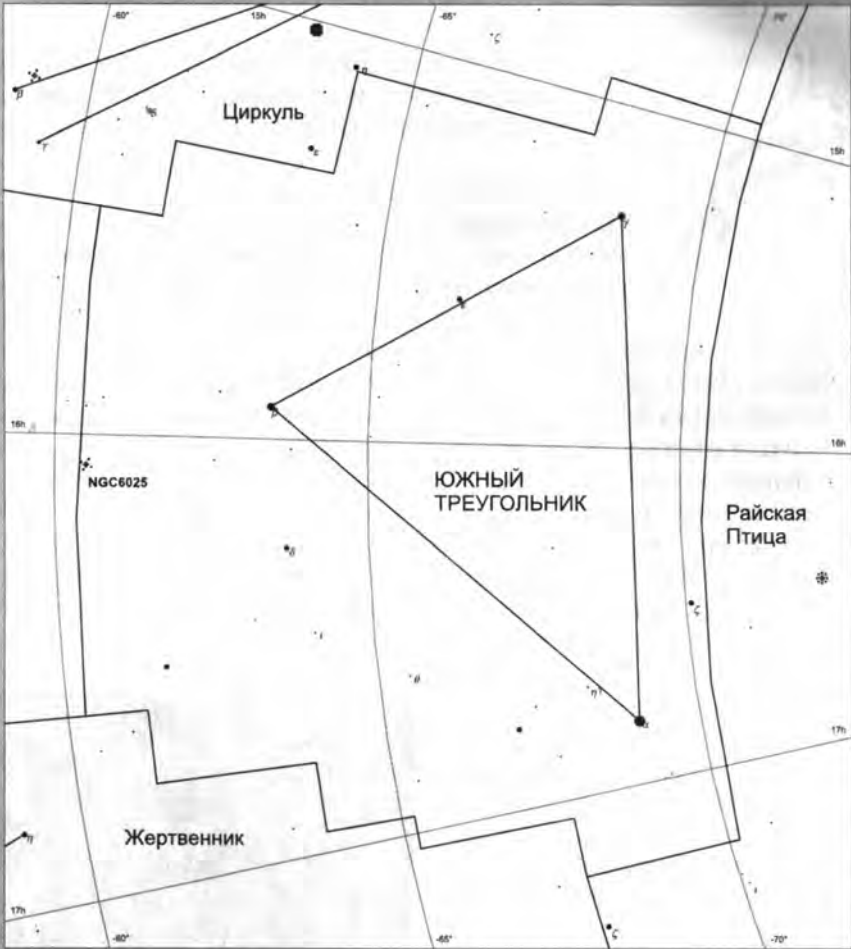 -60°
15h
-65°
ζ
70°
β
η
θ
Циркуль
γ
ε
15h
γ
ε
β
16h
16h
NGC6025
ЮЖНЫЙ
ТРЕУГОЛЬНИК
Райская
Птица
δ
ζ
ι
θ
η
α
17h
Жертвенник
η
17h
ι
ζ
-60°
-65°
-70°